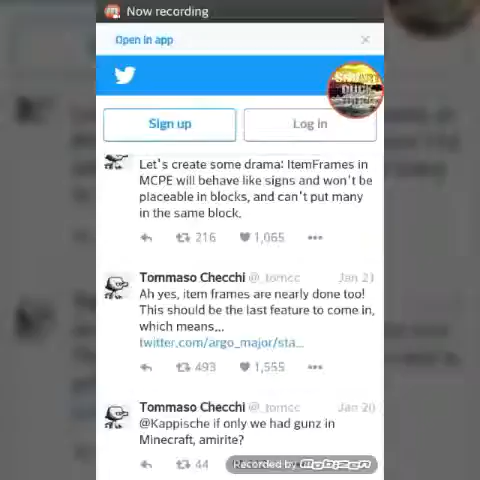 Now recording
Open in app
×
Sign up
Log in
Let's create some drama: ItemFrames in
MCPE will behave like signs and won't be
placeable in blocks, and can't put many
in the same block.
216 1,065
Tommaso Checchi @_tomcc Jan 21
Ah yes, item frames are nearly done too!
This should be the last feature to come in,
which means...
twitter.com/argo_major/sta...
493 1,555
Tommaso Checchi @_tomcc Jan 20
@Kappische if only we had gunz in
Minecraft, amirite?
44
Recorded by Mobizen